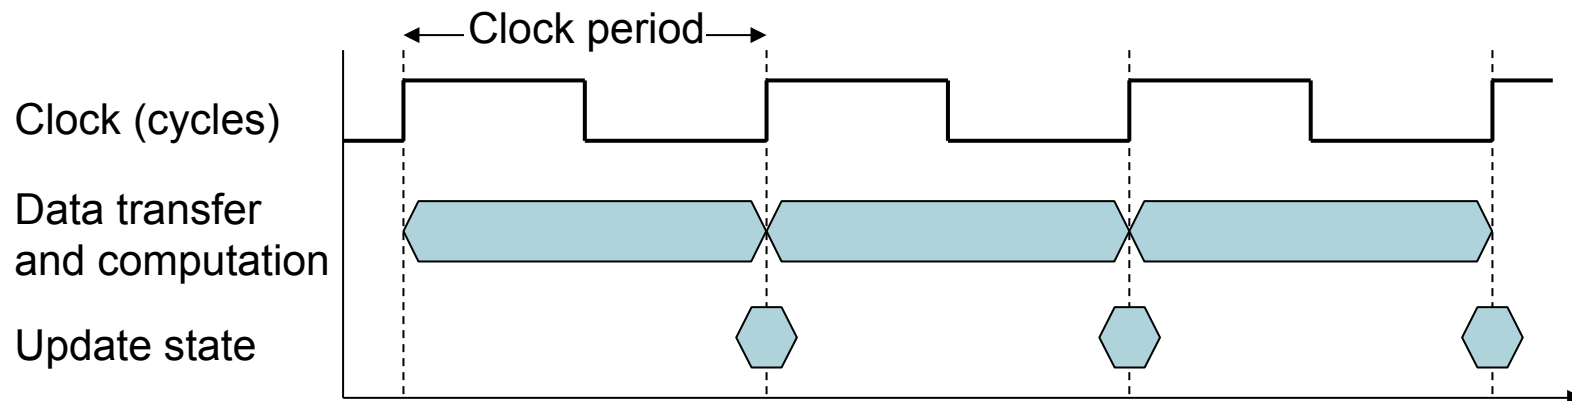 Clock period
Clock (cycles)
Data transfer
and computation
Update state